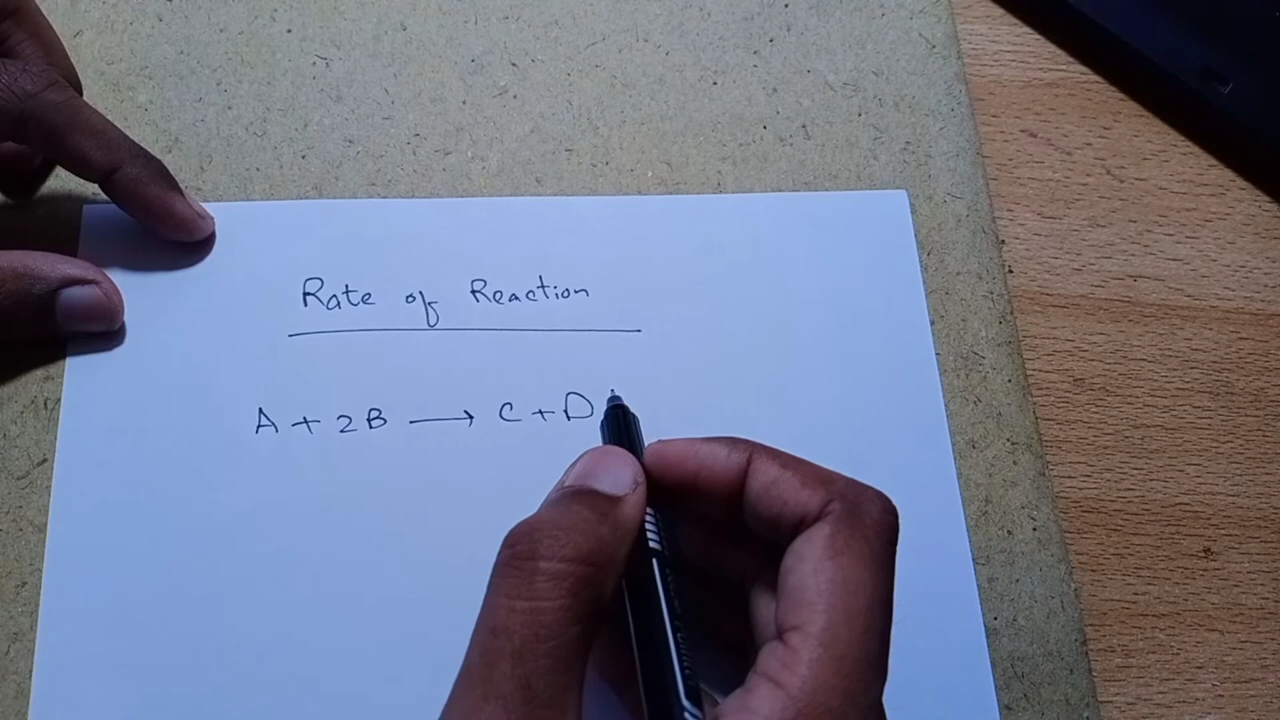 Rate of Reaction
A + 2B ⟶ C + D